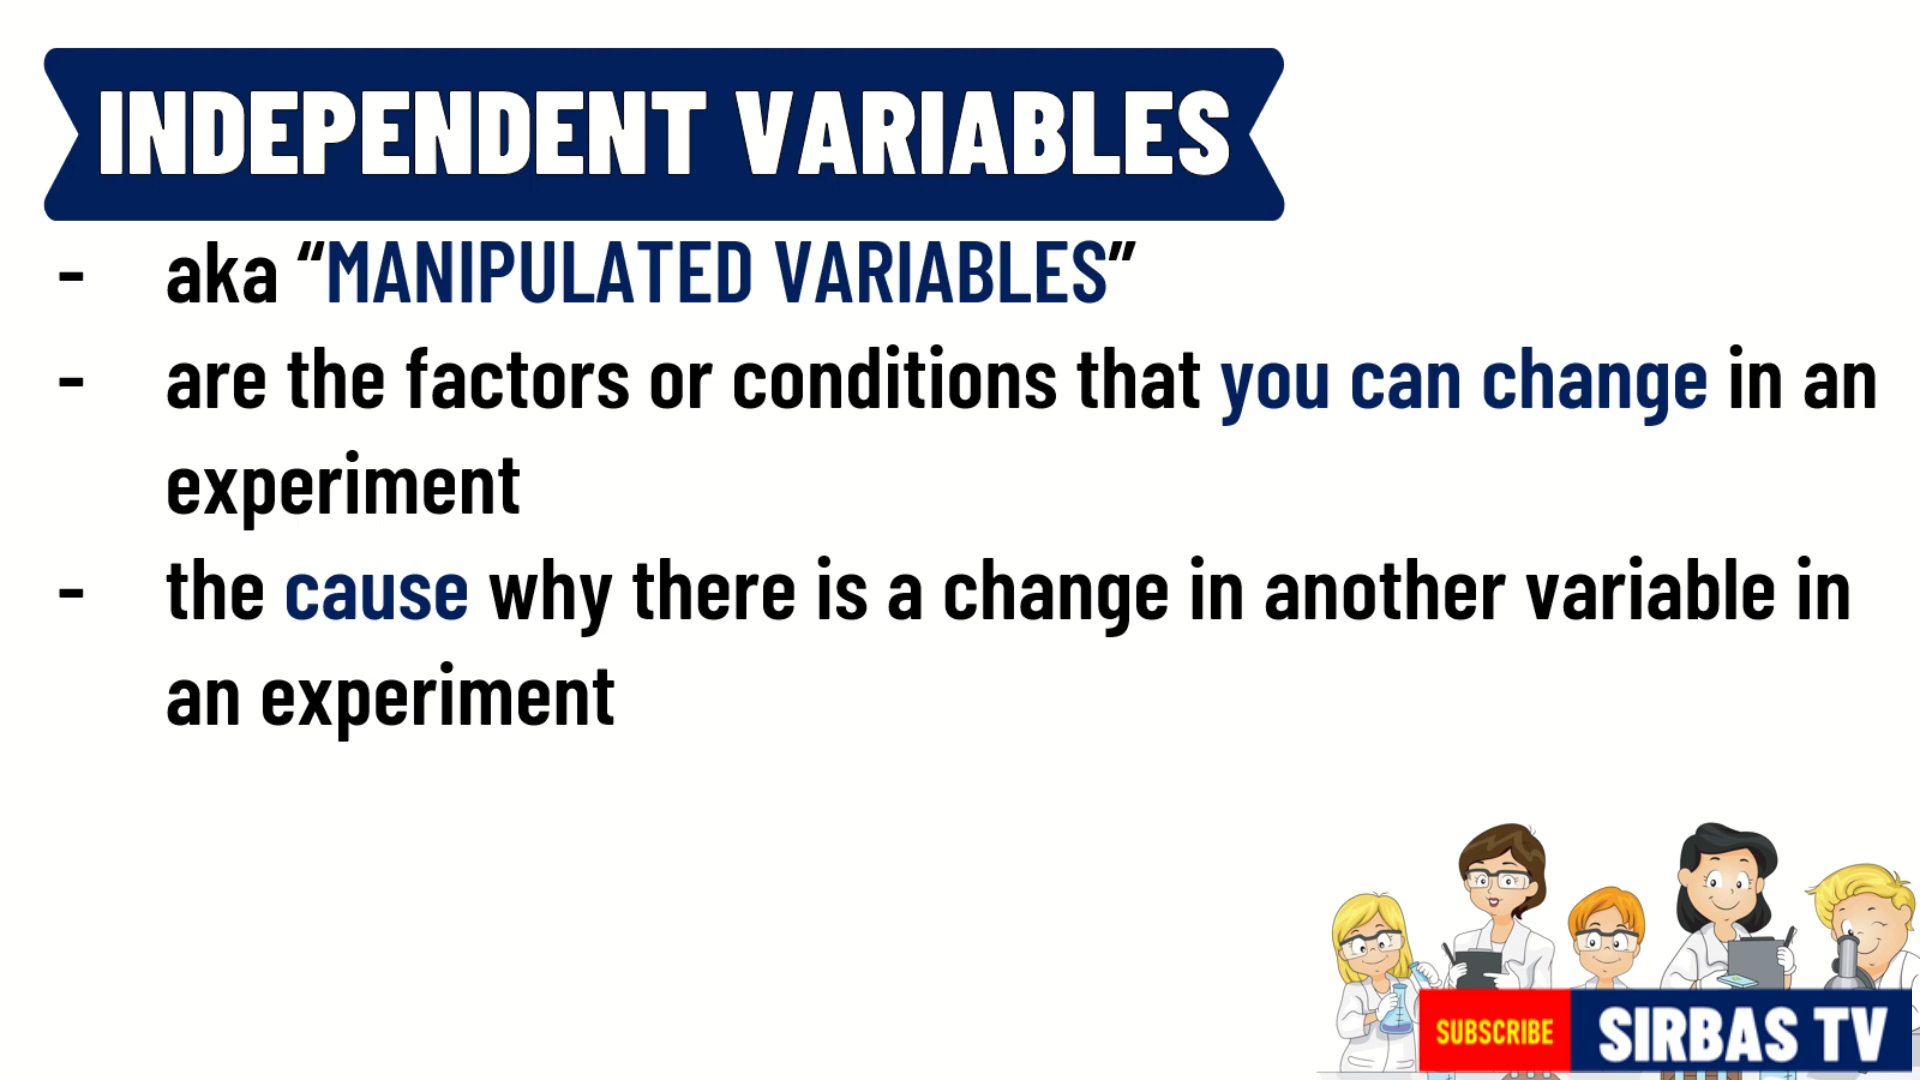 INDEPENDENT VARIABLES
- aka “MANIPULATED VARIABLES”
- are the factors or conditions that you can change in an
experiment
- the cause why there is a change in another variable in
an experiment
SUBSCRIBE SIRBAS TV